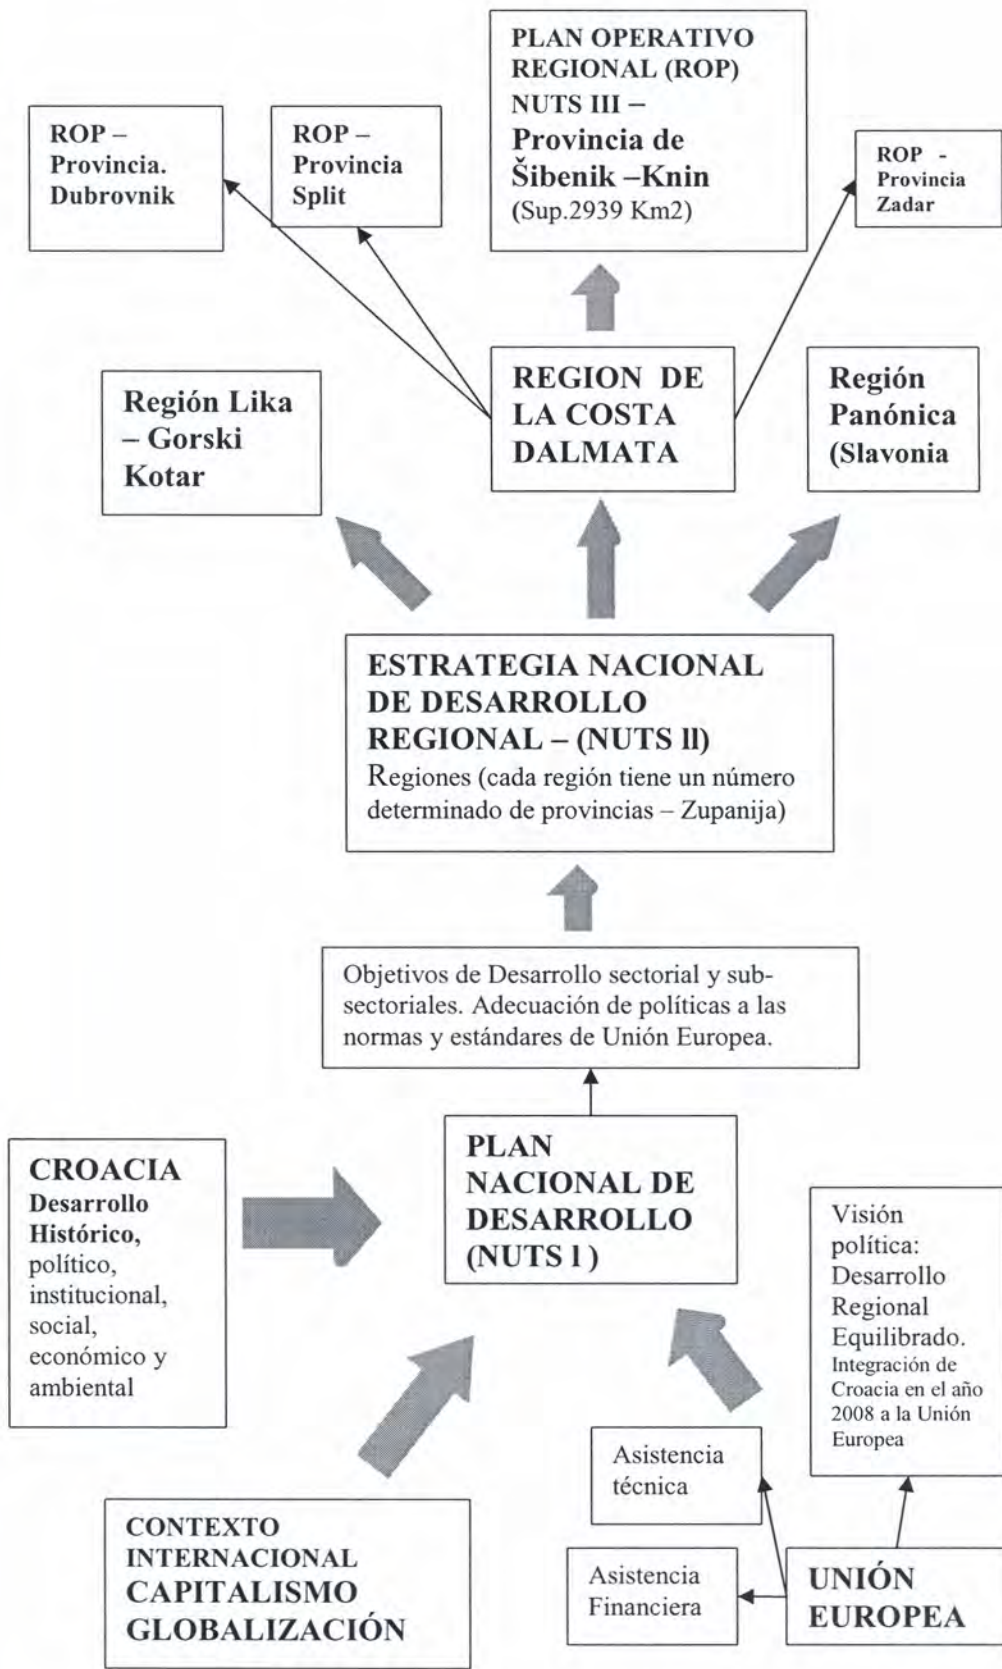 PLAN OPERATIVO
REGIONAL (ROP)
NUTS III –
Provincia de
Šibenik –Knin
(Sup.2939 Km2)
ROP –
Provincia.
Dubrovnik
ROP –
Provincia
Split
ROP -
Provincia
Zadar
Región Lika
– Gorski
Kotar
REGION DE
LA COSTA
DALMATA
Región
Panónica
(Slavonia
ESTRATEGIA NACIONAL
DE DESARROLLO
REGIONAL – (NUTS ll)
Regiones (cada región tiene un número
determinado de provincias – Zupanija)
Objetivos de Desarrollo sectorial y sub-
sectoriales. Adecuación de políticas a las
normas y estándares de Unión Europea.
CROACIA
Desarrollo
Histórico,
político,
institucional,
social,
económico y
ambiental
PLAN
NACIONAL DE
DESARROLLO
(NUTS l )
Visión
política:
Desarrollo
Regional
Equilibrado.
Integración de
Croacia en el año
2008 a la Unión
Europea
Asistencia
técnica
CONTEXTO
INTERNACIONAL
CAPITALISMO
GLOBALIZACIÓN
Asistencia
Financiera
UNIÓN
EUROPEA